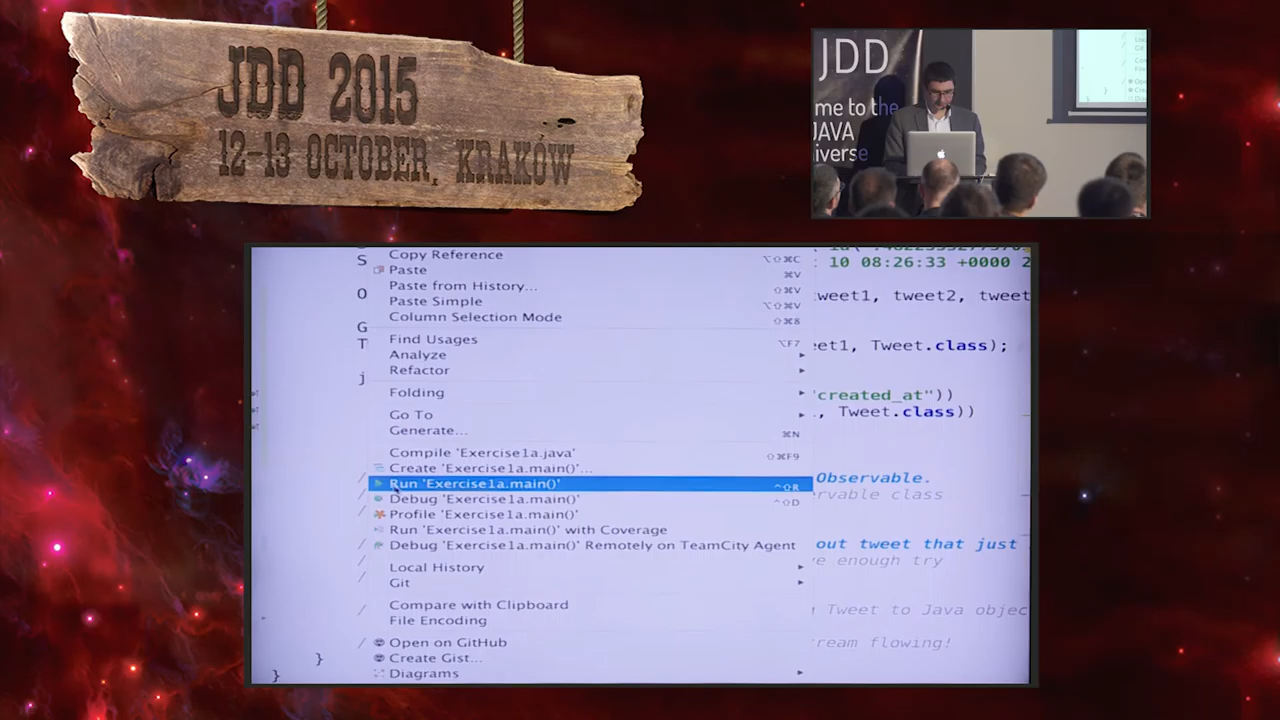 JDD 2015
12-13 OCTOBER, KRAKÓW
JDD
me to the
JAVA
iverse
S
O
G
T
j
Copy Reference ⌥⇧⌘C
Paste ⌘V
Paste from History... ⇧⌘V
Paste Simple ⌥⇧⌘V
Column Selection Mode ⇧⌘8
Find Usages ⌥F7
Analyze
Refactor
Folding
Go To
Generate... ⌘N
Compile 'Exercise1a.java' ⇧⌘F9
Create 'Exercise1a.main()'...
Run 'Exercise1a.main()' ^⇧R
Debug 'Exercise1a.main()' ^⇧D
Profile 'Exercise1a.main()'
Run 'Exercise1a.main()' with Coverage
Debug 'Exercise1a.main()' Remotely on TeamCity Agent
Local History
Git
Compare with Clipboard
File Encoding
Open on GitHub
Create Gist...
Diagrams
: 10 08:26:33 +0000 2
weet1, tweet2, tweet
et1, Tweet.class);
"created_at"))
, Tweet.class))
Observable.
rvable class
out tweet that just
e enough try
Tweet to Java objec
ream flowing!
}
}